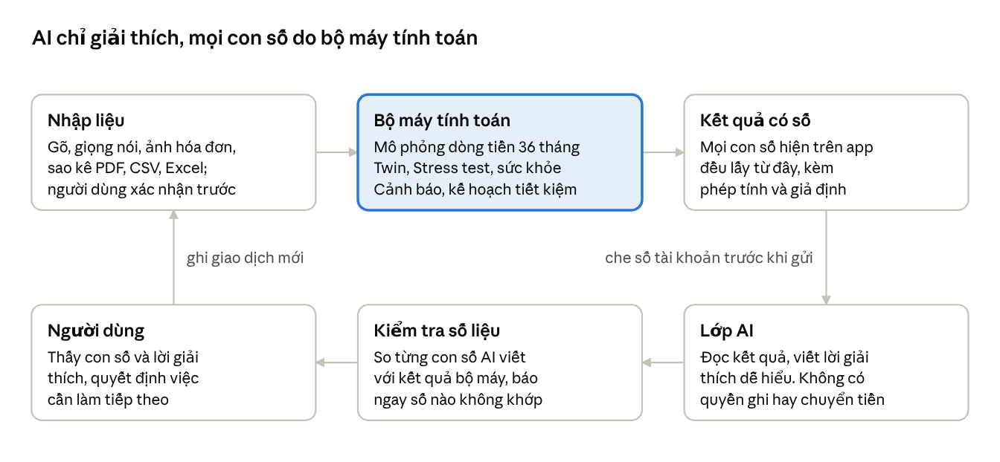 AI chỉ giải thích, mọi con số do bộ máy tính toán
Nhập liệu
Gõ, giọng nói, ảnh hóa đơn,
sao kê PDF, CSV, Excel;
người dùng xác nhận trước
Bộ máy tính toán
Mô phỏng dòng tiền 36 tháng
Twin, Stress test, sức khỏe
Cảnh báo, kế hoạch tiết kiệm
Kết quả có số
Mọi con số hiện trên app
đều lấy từ đây, kèm
phép tính và giả định
ghi giao dịch mới
che số tài khoản trước khi gửi
Người dùng
Thấy con số và lời giải
thích, quyết định việc
cần làm tiếp theo
Kiểm tra số liệu
So từng con số AI viết
với kết quả bộ máy, báo
ngay số nào không khớp
Lớp AI
Đọc kết quả, viết lời giải
thích dễ hiểu. Không có
quyền ghi hay chuyển tiền